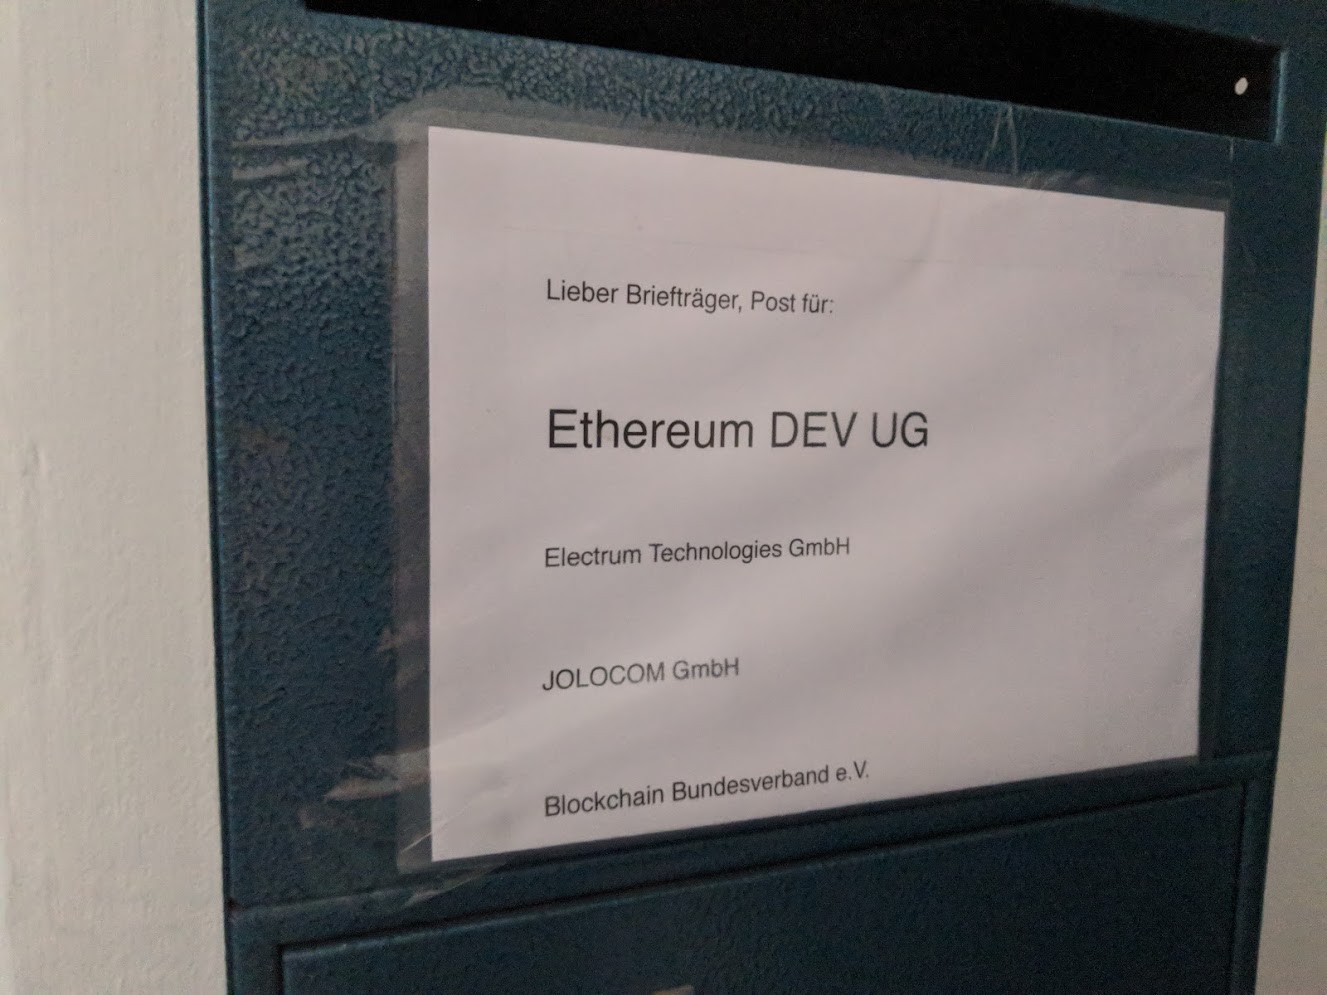 Lieber Briefträger, Post für:
Ethereum DEV UG
Electrum Technologies GmbH
JOLOCOM GmbH
Blockchain Bundesverband e.V.